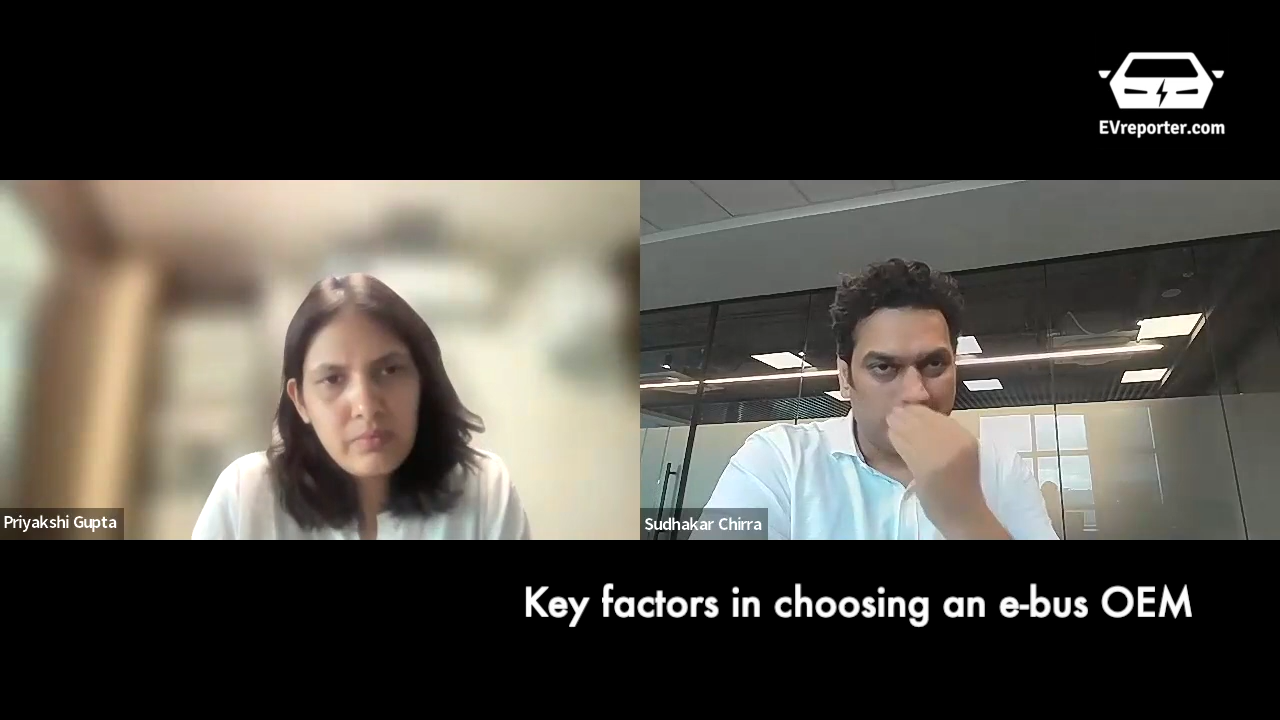 EVreporter.com
Priyakshi Gupta
Sudhakar Chirra
Key factors in choosing an e-bus OEM